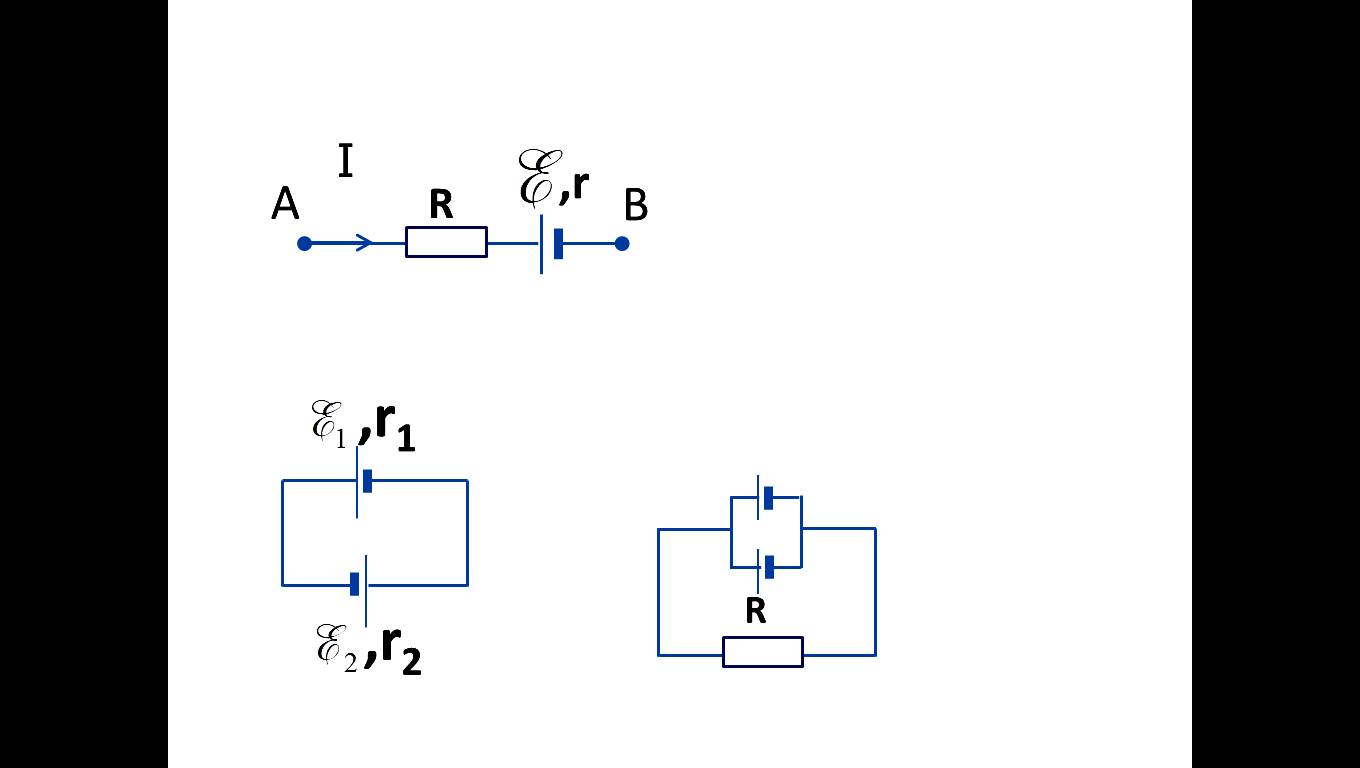 I
A
R
ℰ,r
B
ℰ₁,r₁
ℰ₂,r₂
R